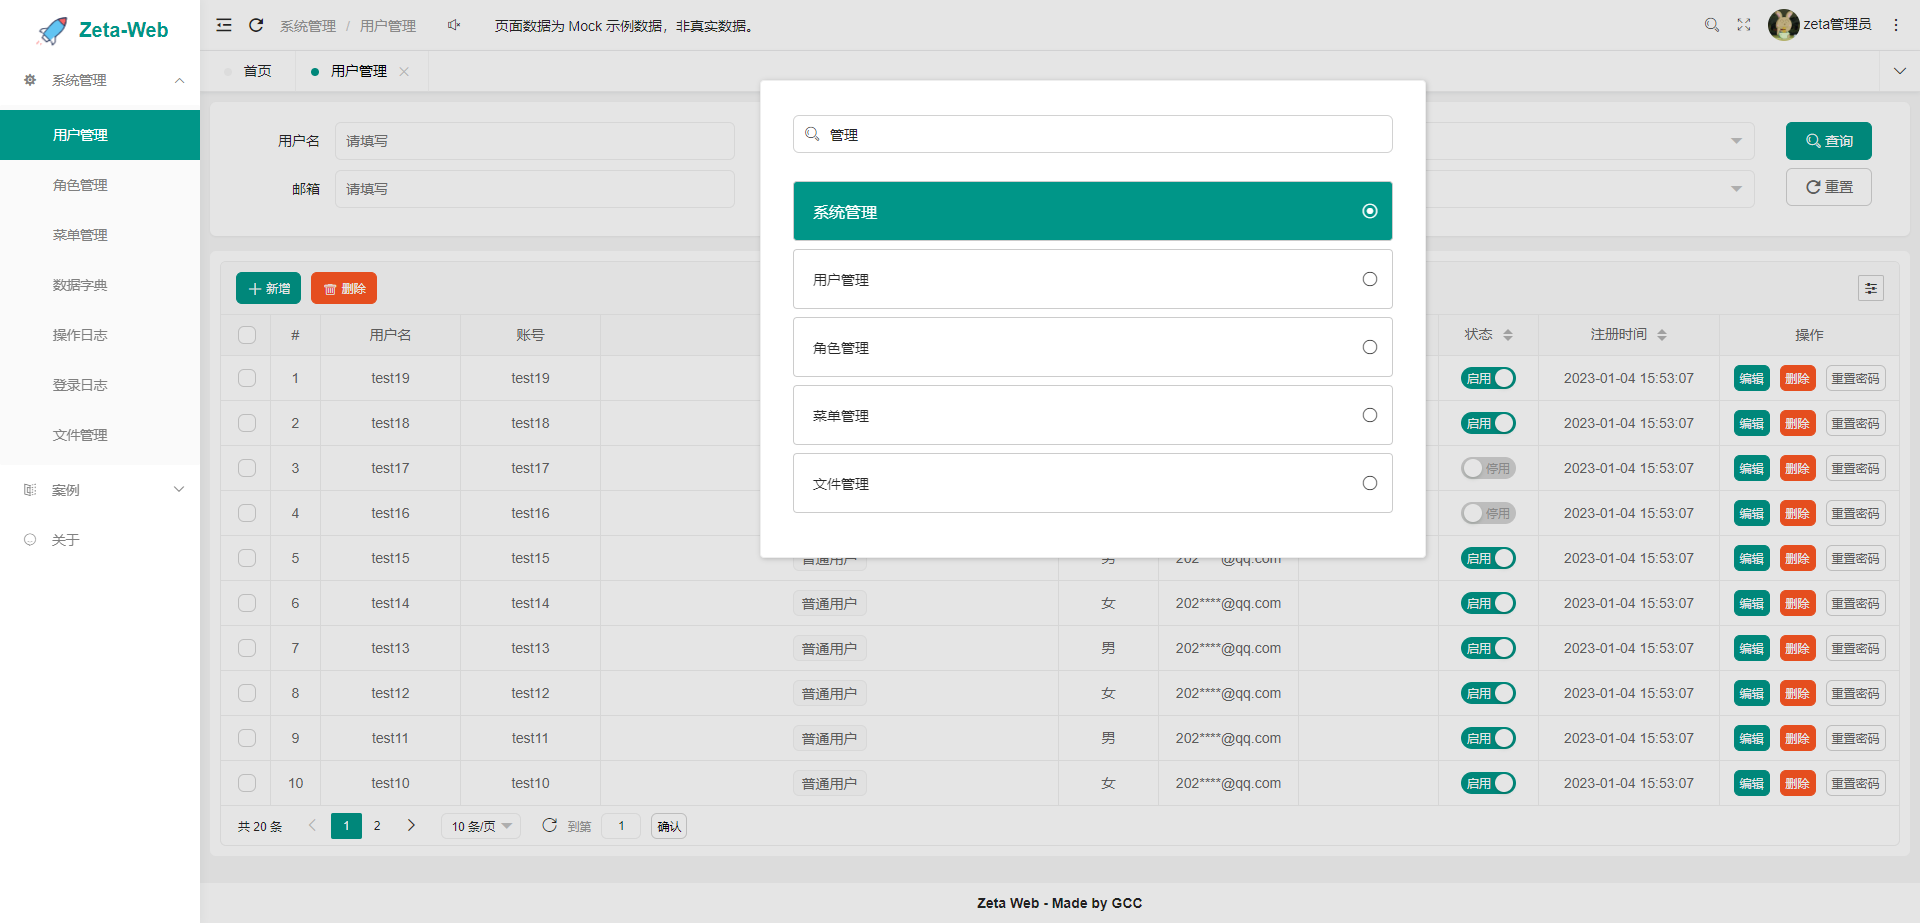 Zeta-Web
系统管理
用户管理
角色管理
菜单管理
数据字典
操作日志
登录日志
文件管理
案例
关于
系统管理 / 用户管理
页面数据为 Mock 示例数据，非真实数据。
zeta管理员
首页
用户管理
用户名 请填写
邮箱 请填写
查询
重置
管理
系统管理
用户管理
角色管理
菜单管理
文件管理
新增 删除
# 用户名 账号 状态 注册时间 操作
1 test19 test19 启用 2023-01-04 15:53:07 编辑 删除 重置密码
2 test18 test18 启用 2023-01-04 15:53:07 编辑 删除 重置密码
3 test17 test17 停用 2023-01-04 15:53:07 编辑 删除 重置密码
4 test16 test16 停用 2023-01-04 15:53:07 编辑 删除 重置密码
5 test15 test15 普通用户 男 202 @qq.com 启用 2023-01-04 15:53:07 编辑 删除 重置密码
6 test14 test14 普通用户 女 202****@qq.com 启用 2023-01-04 15:53:07 编辑 删除 重置密码
7 test13 test13 普通用户 男 202****@qq.com 启用 2023-01-04 15:53:07 编辑 删除 重置密码
8 test12 test12 普通用户 女 202****@qq.com 启用 2023-01-04 15:53:07 编辑 删除 重置密码
9 test11 test11 普通用户 男 202****@qq.com 启用 2023-01-04 15:53:07 编辑 删除 重置密码
10 test10 test10 普通用户 女 202****@qq.com 启用 2023-01-04 15:53:07 编辑 删除 重置密码
共 20 条 1 2 10 条/页 到第 1 确认
Zeta Web - Made by GCC